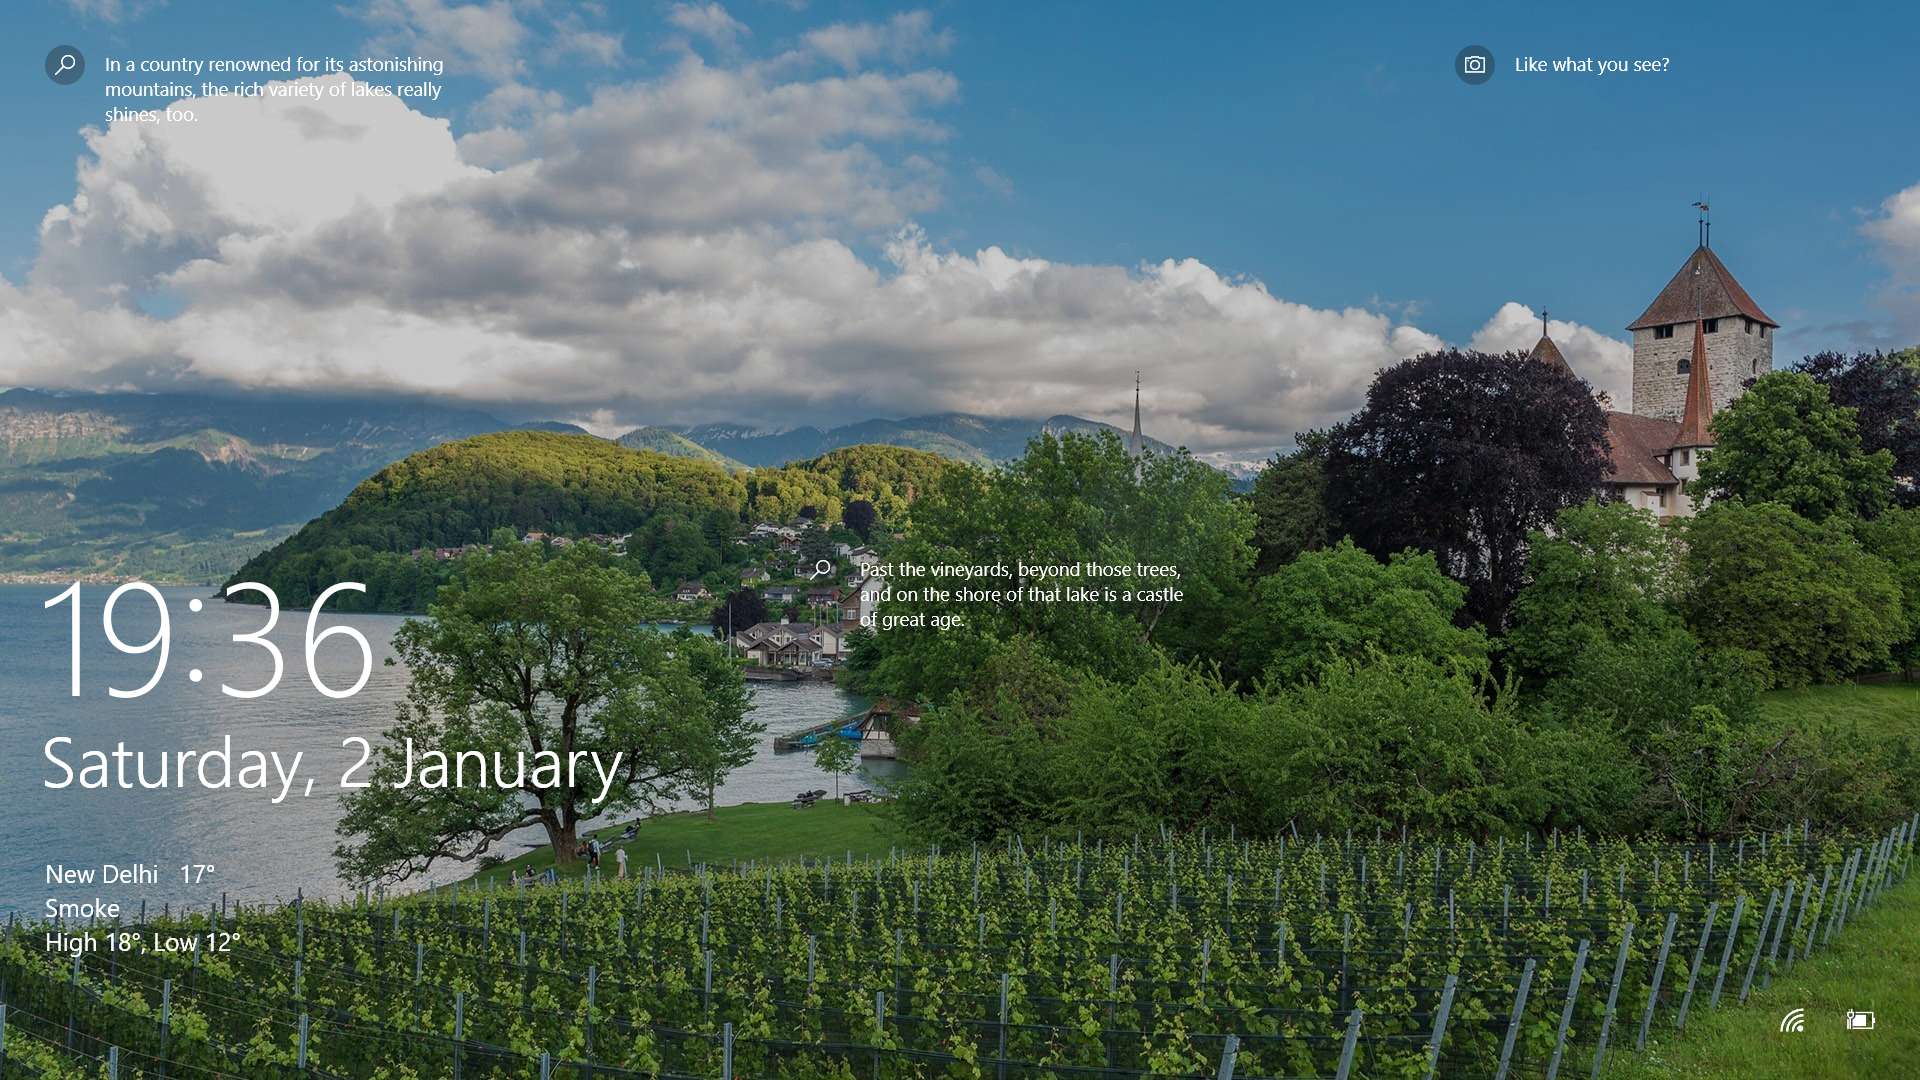 In a country renowned for its astonishing
mountains, the rich variety of lakes really
shines, too.
Like what you see?
Past the vineyards, beyond those trees,
and on the shore of that lake is a castle
of great age.
19:36
Saturday, 2 January
New Delhi 17°
Smoke
High 18°, Low 12°